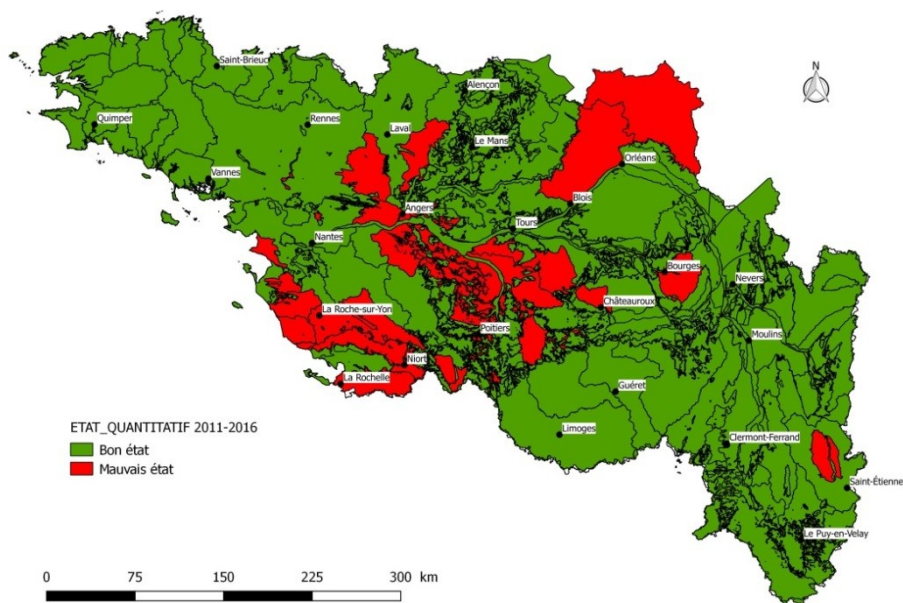 N
Saint-Brieuc
Alençon
Quimper
Rennes
Laval
Le Mans
Orléans
Vannes
Blois
Angers
Tours
Nantes
Bourges
Nevers
La Roche-sur-Yon
Châteauroux
Poitiers
Moulins
Niort
La Rochelle
Guéret
ETAT_QUANTITATIF 2011-2016
Limoges
Clermont-Ferrand
Bon état
Mauvais état
Saint-Étienne
Le Puy-en-Velay
0 75 150 225 300 km